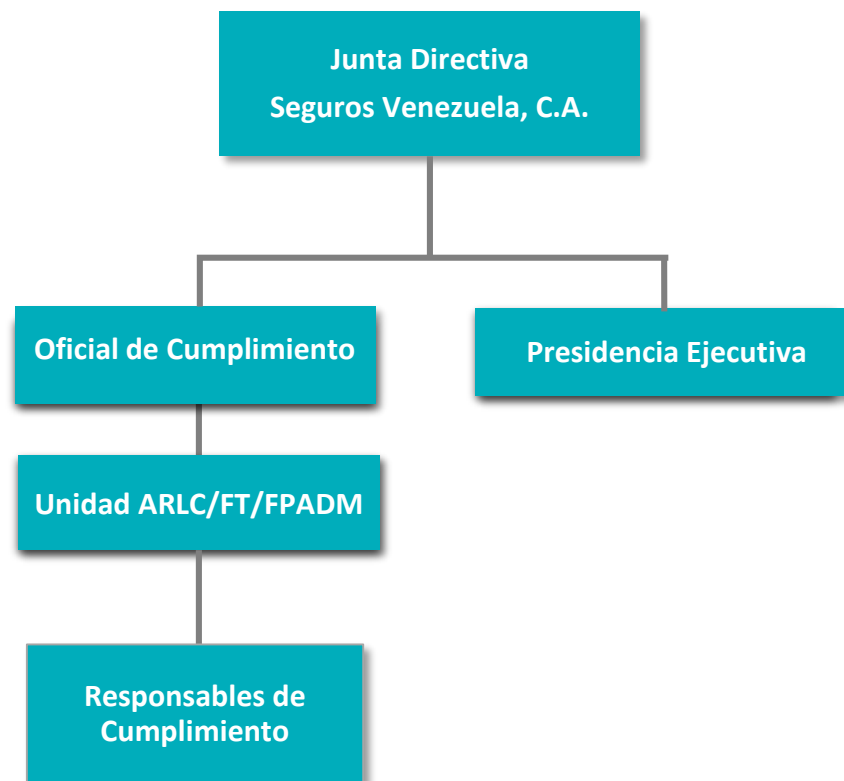 Junta Directiva
Seguros Venezuela, C.A.
Oficial de Cumplimiento
Presidencia Ejecutiva
Unidad ARLC/FT/FPADM
Responsables de
Cumplimiento